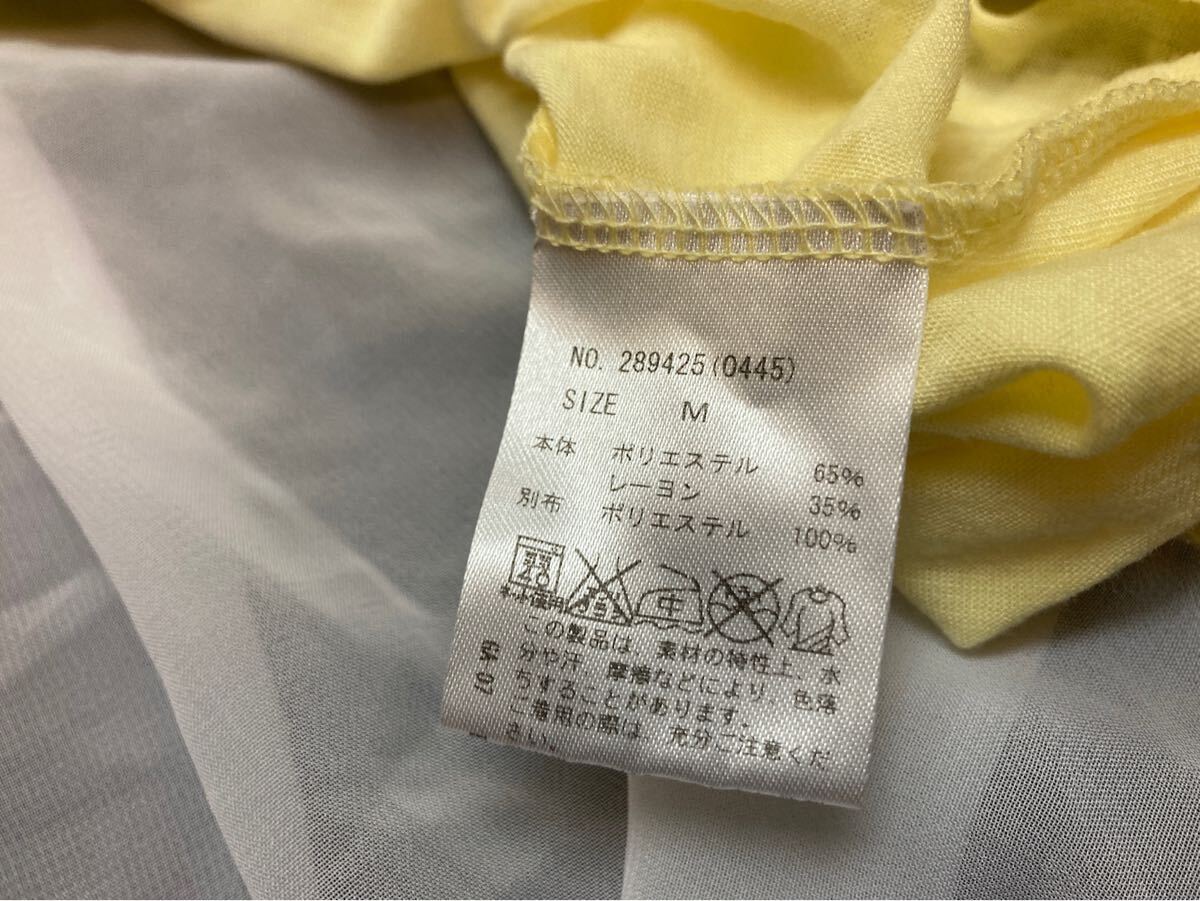 NO. 289425(0445)
SIZE M
本体 ポリエステル 65%
レーヨン 35%
別布 ポリエステル 100%
40 中
この製品は、素材の特性上、水
分や汗、摩擦などにより、色落
ちすることがあります。
ご着用の際は 充分ご注意くだ
さい。